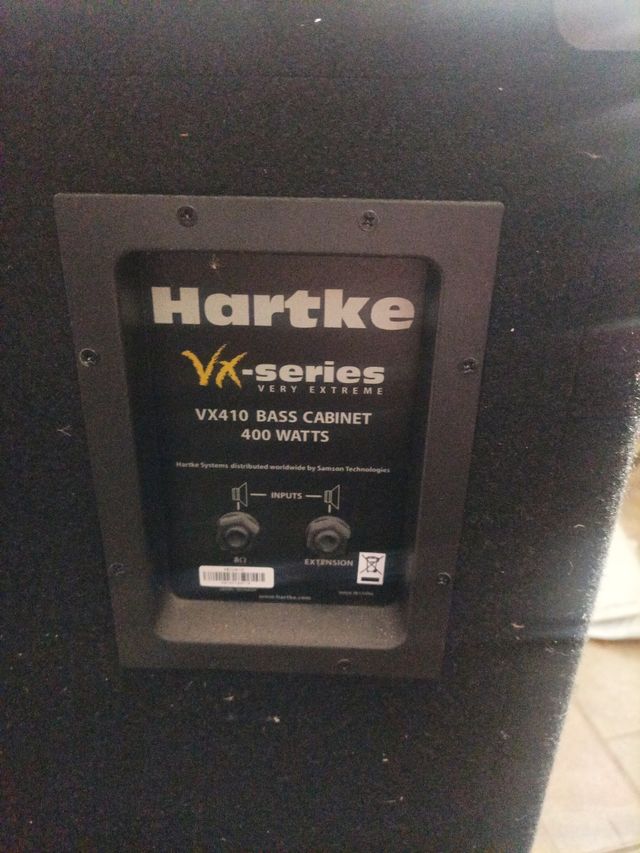 Hartke
VX-series
VERY EXTREME
VX410 BASS CABINET
400 WATTS
Hartke Systems distributed worldwide by Samson Technologies
INPUTS
8Ω
EXTENSION
www.hartke.com